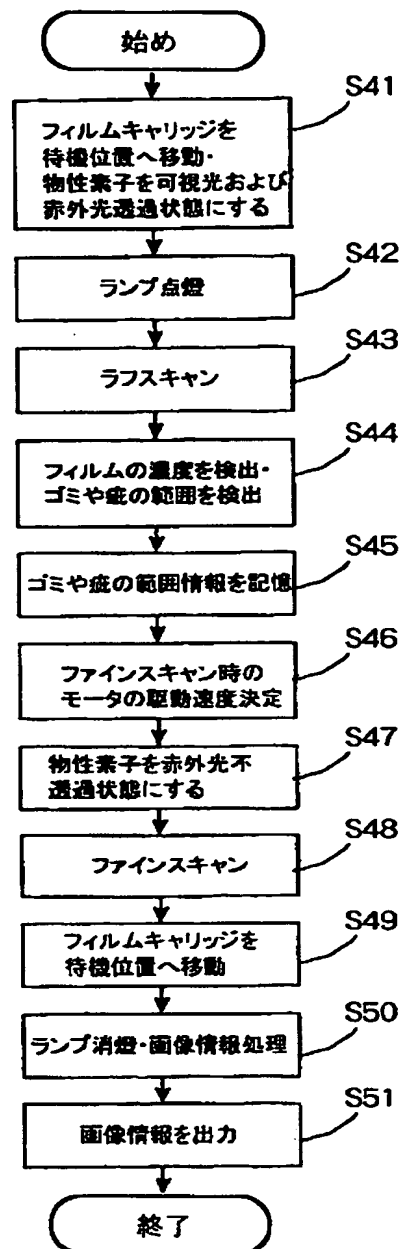 始め
S41
フィルムキャリッジを
待機位置へ移動・
物性素子を可視光および
赤外光透過状態にする
S42
ランプ点燈
S43
ラフスキャン
S44
フィルムの濃度を検出・
ゴミや疵の範囲を検出
S45
ゴミや疵の範囲情報を記憶
S46
ファインスキャン時の
モータの駆動速度決定
S47
物性素子を赤外光不
透過状態にする
S48
ファインスキャン
S49
フィルムキャリッジを
待機位置へ移動
S50
ランプ消燈・画像情報処理
S51
画像情報を出力
終了